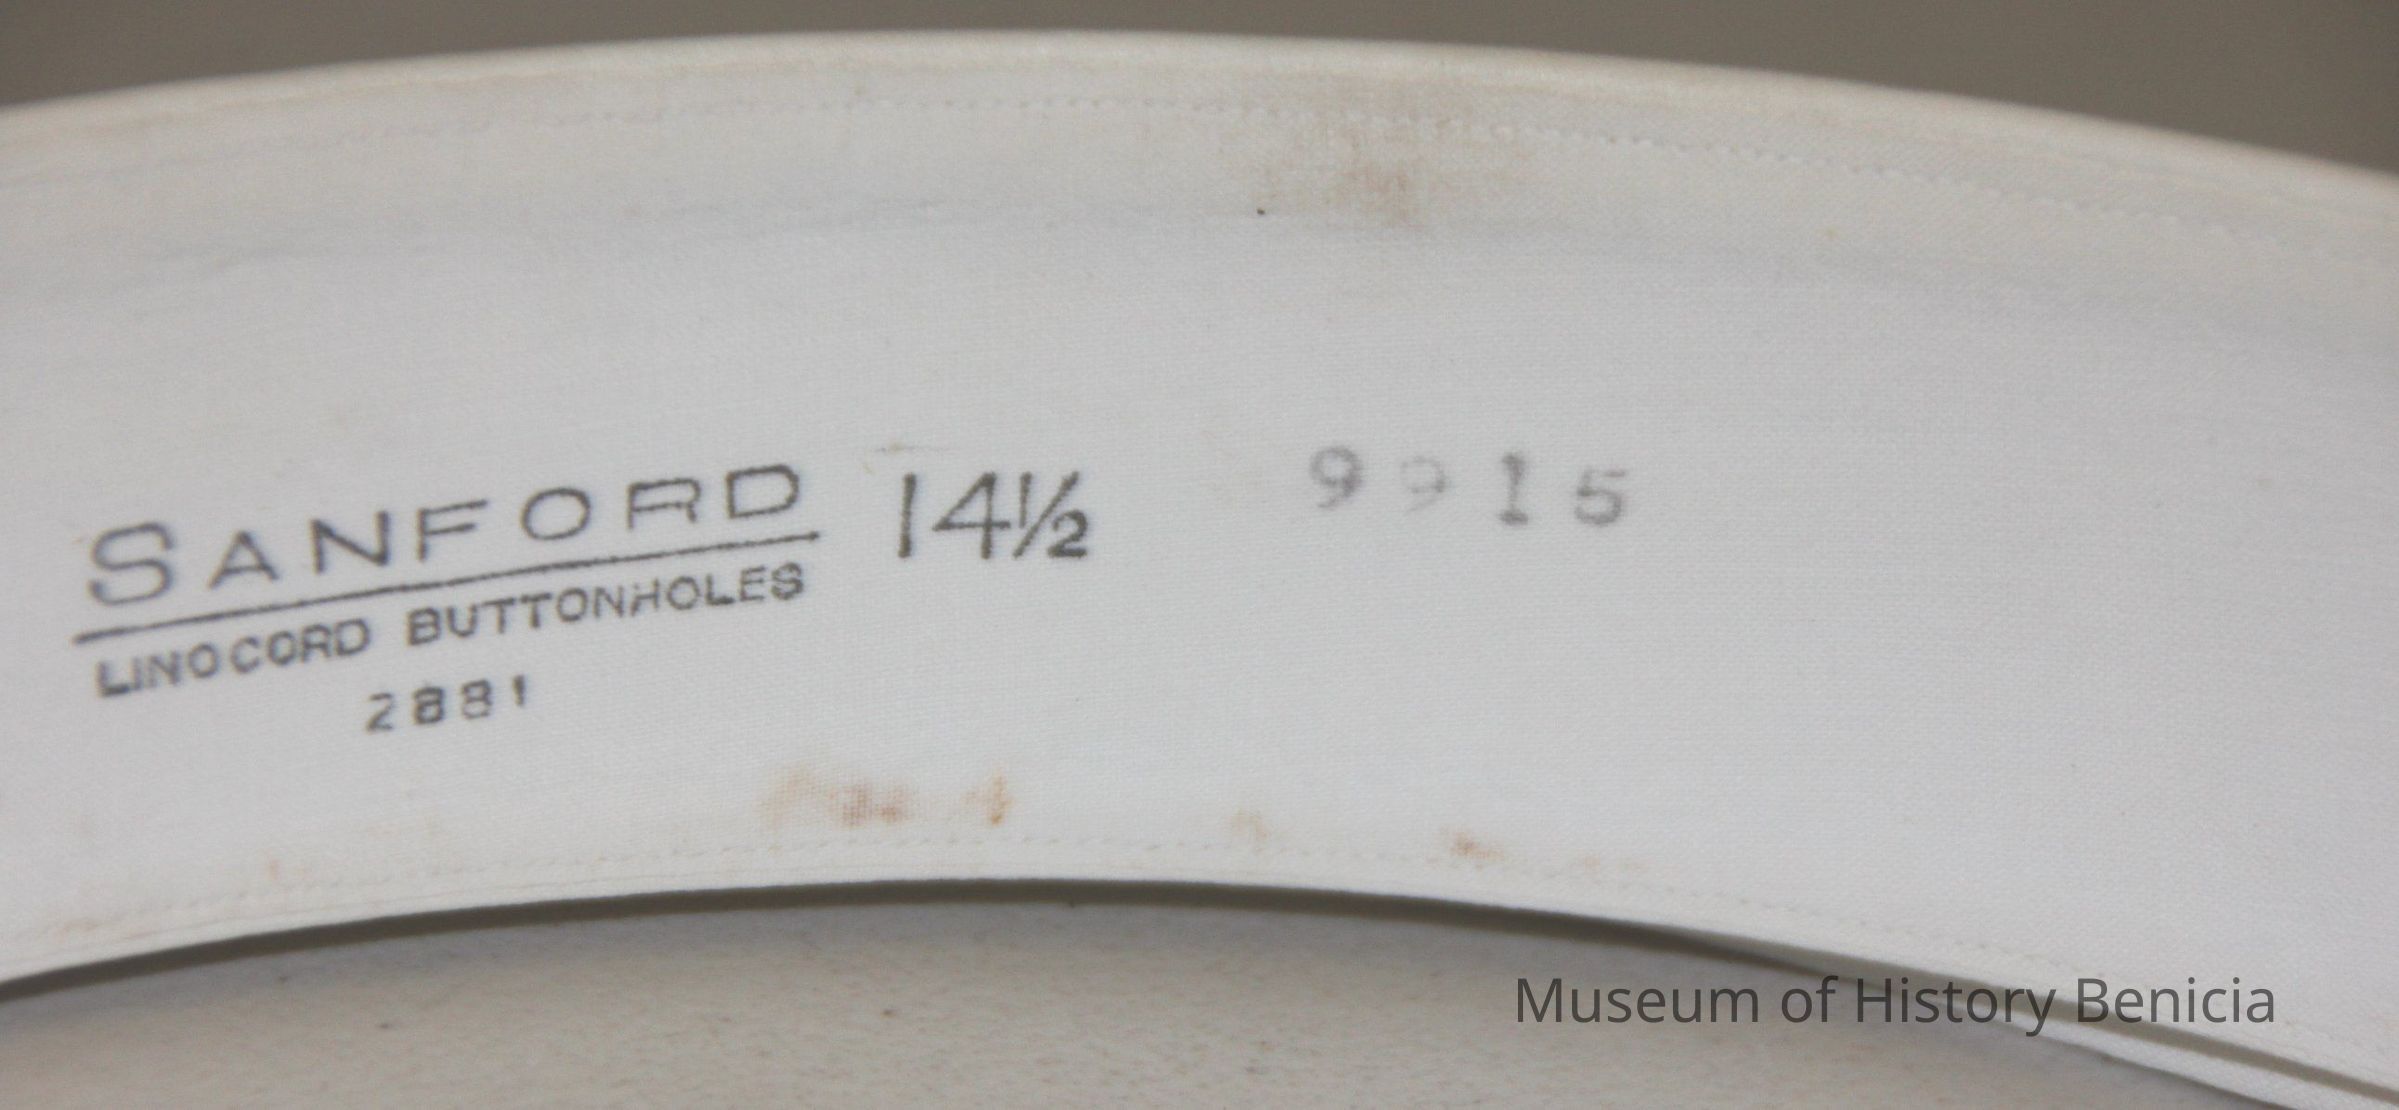 SANFORD 14½ 9915
LINOCORD BUTTONHOLES
2881
Museum of History Benicia